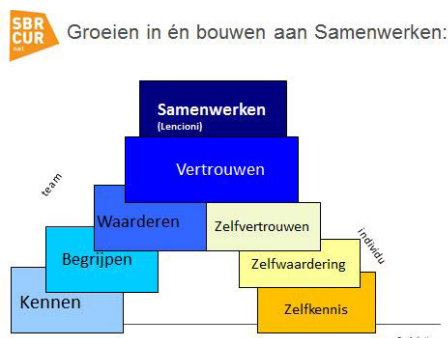 SBR
CUR
net
Groeien in én bouwen aan Samenwerken:
Samenwerken
(Lencioni)
Vertrouwen
team
Waarderen
Zelfvertrouwen
individu
Begrijpen
Zelfwaardering
Kennen
Zelfkennis